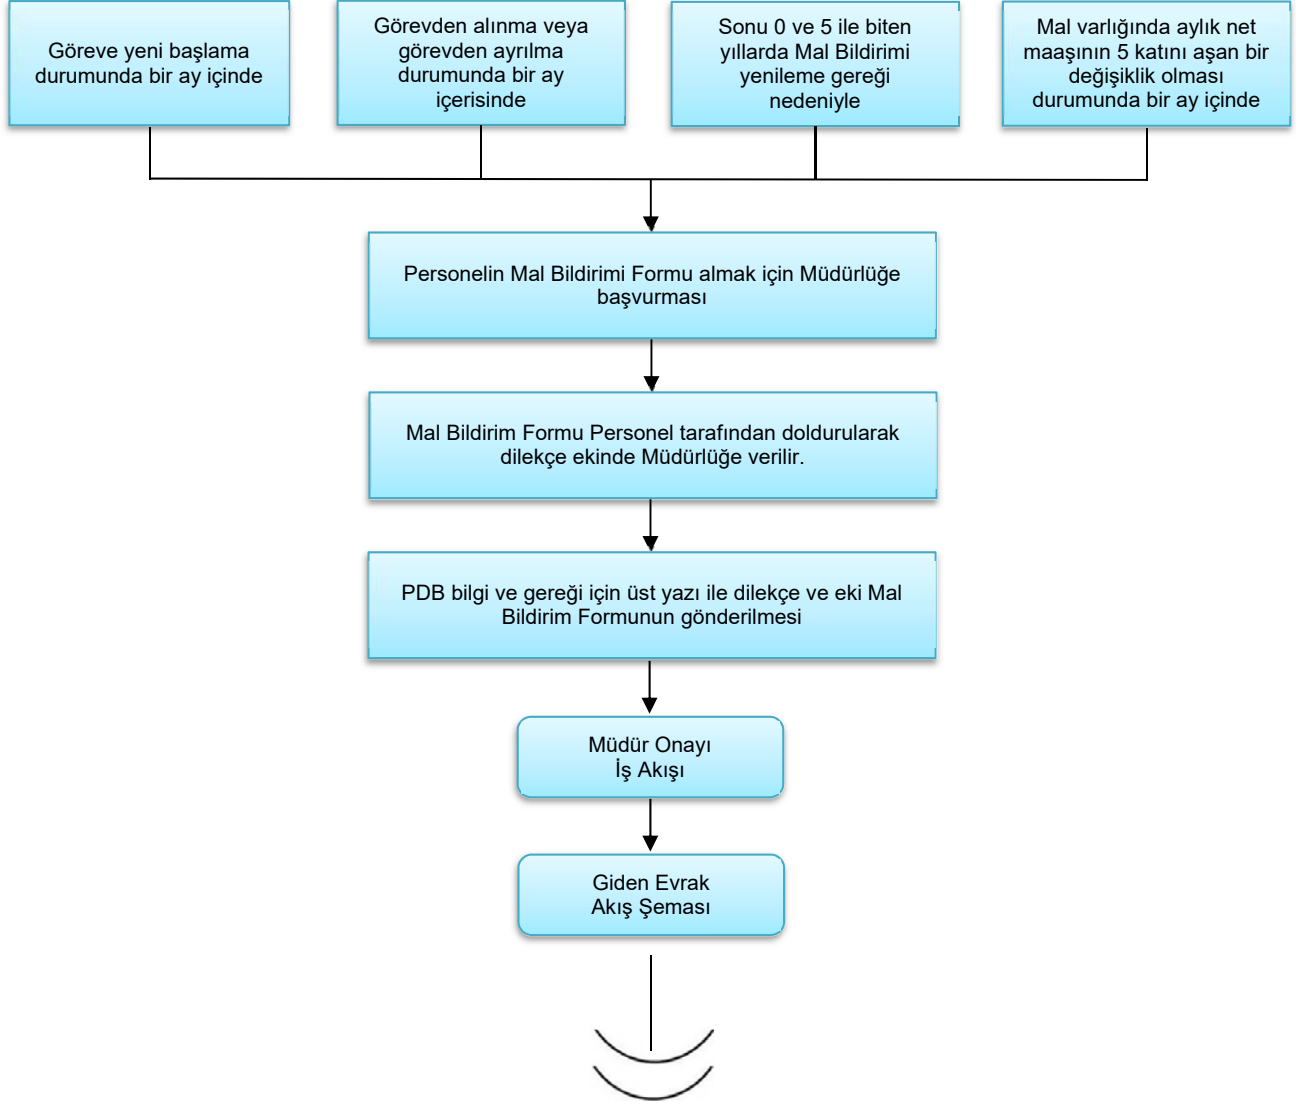 Göreve yeni başlama
durumunda bir ay içinde
Görevden alınma veya
görevden ayrılma
durumunda bir ay
içerisinde
Sonu 0 ve 5 ile biten
yıllarda Mal Bildirimi
yenileme gereği
nedeniyle
Mal varlığında aylık net
maaşının 5 katını aşan bir
değişiklik olması
durumunda bir ay içinde
Personelin Mal Bildirimi Formu almak için Müdürlüğe
başvurması
Mal Bildirim Formu Personel tarafından doldurularak
dilekçe ekinde Müdürlüğe verilir.
PDB bilgi ve gereği için üst yazı ile dilekçe ve eki Mal
Bildirim Formunun gönderilmesi
Müdür Onayı
İş Akışı
Giden Evrak
Akış Şeması